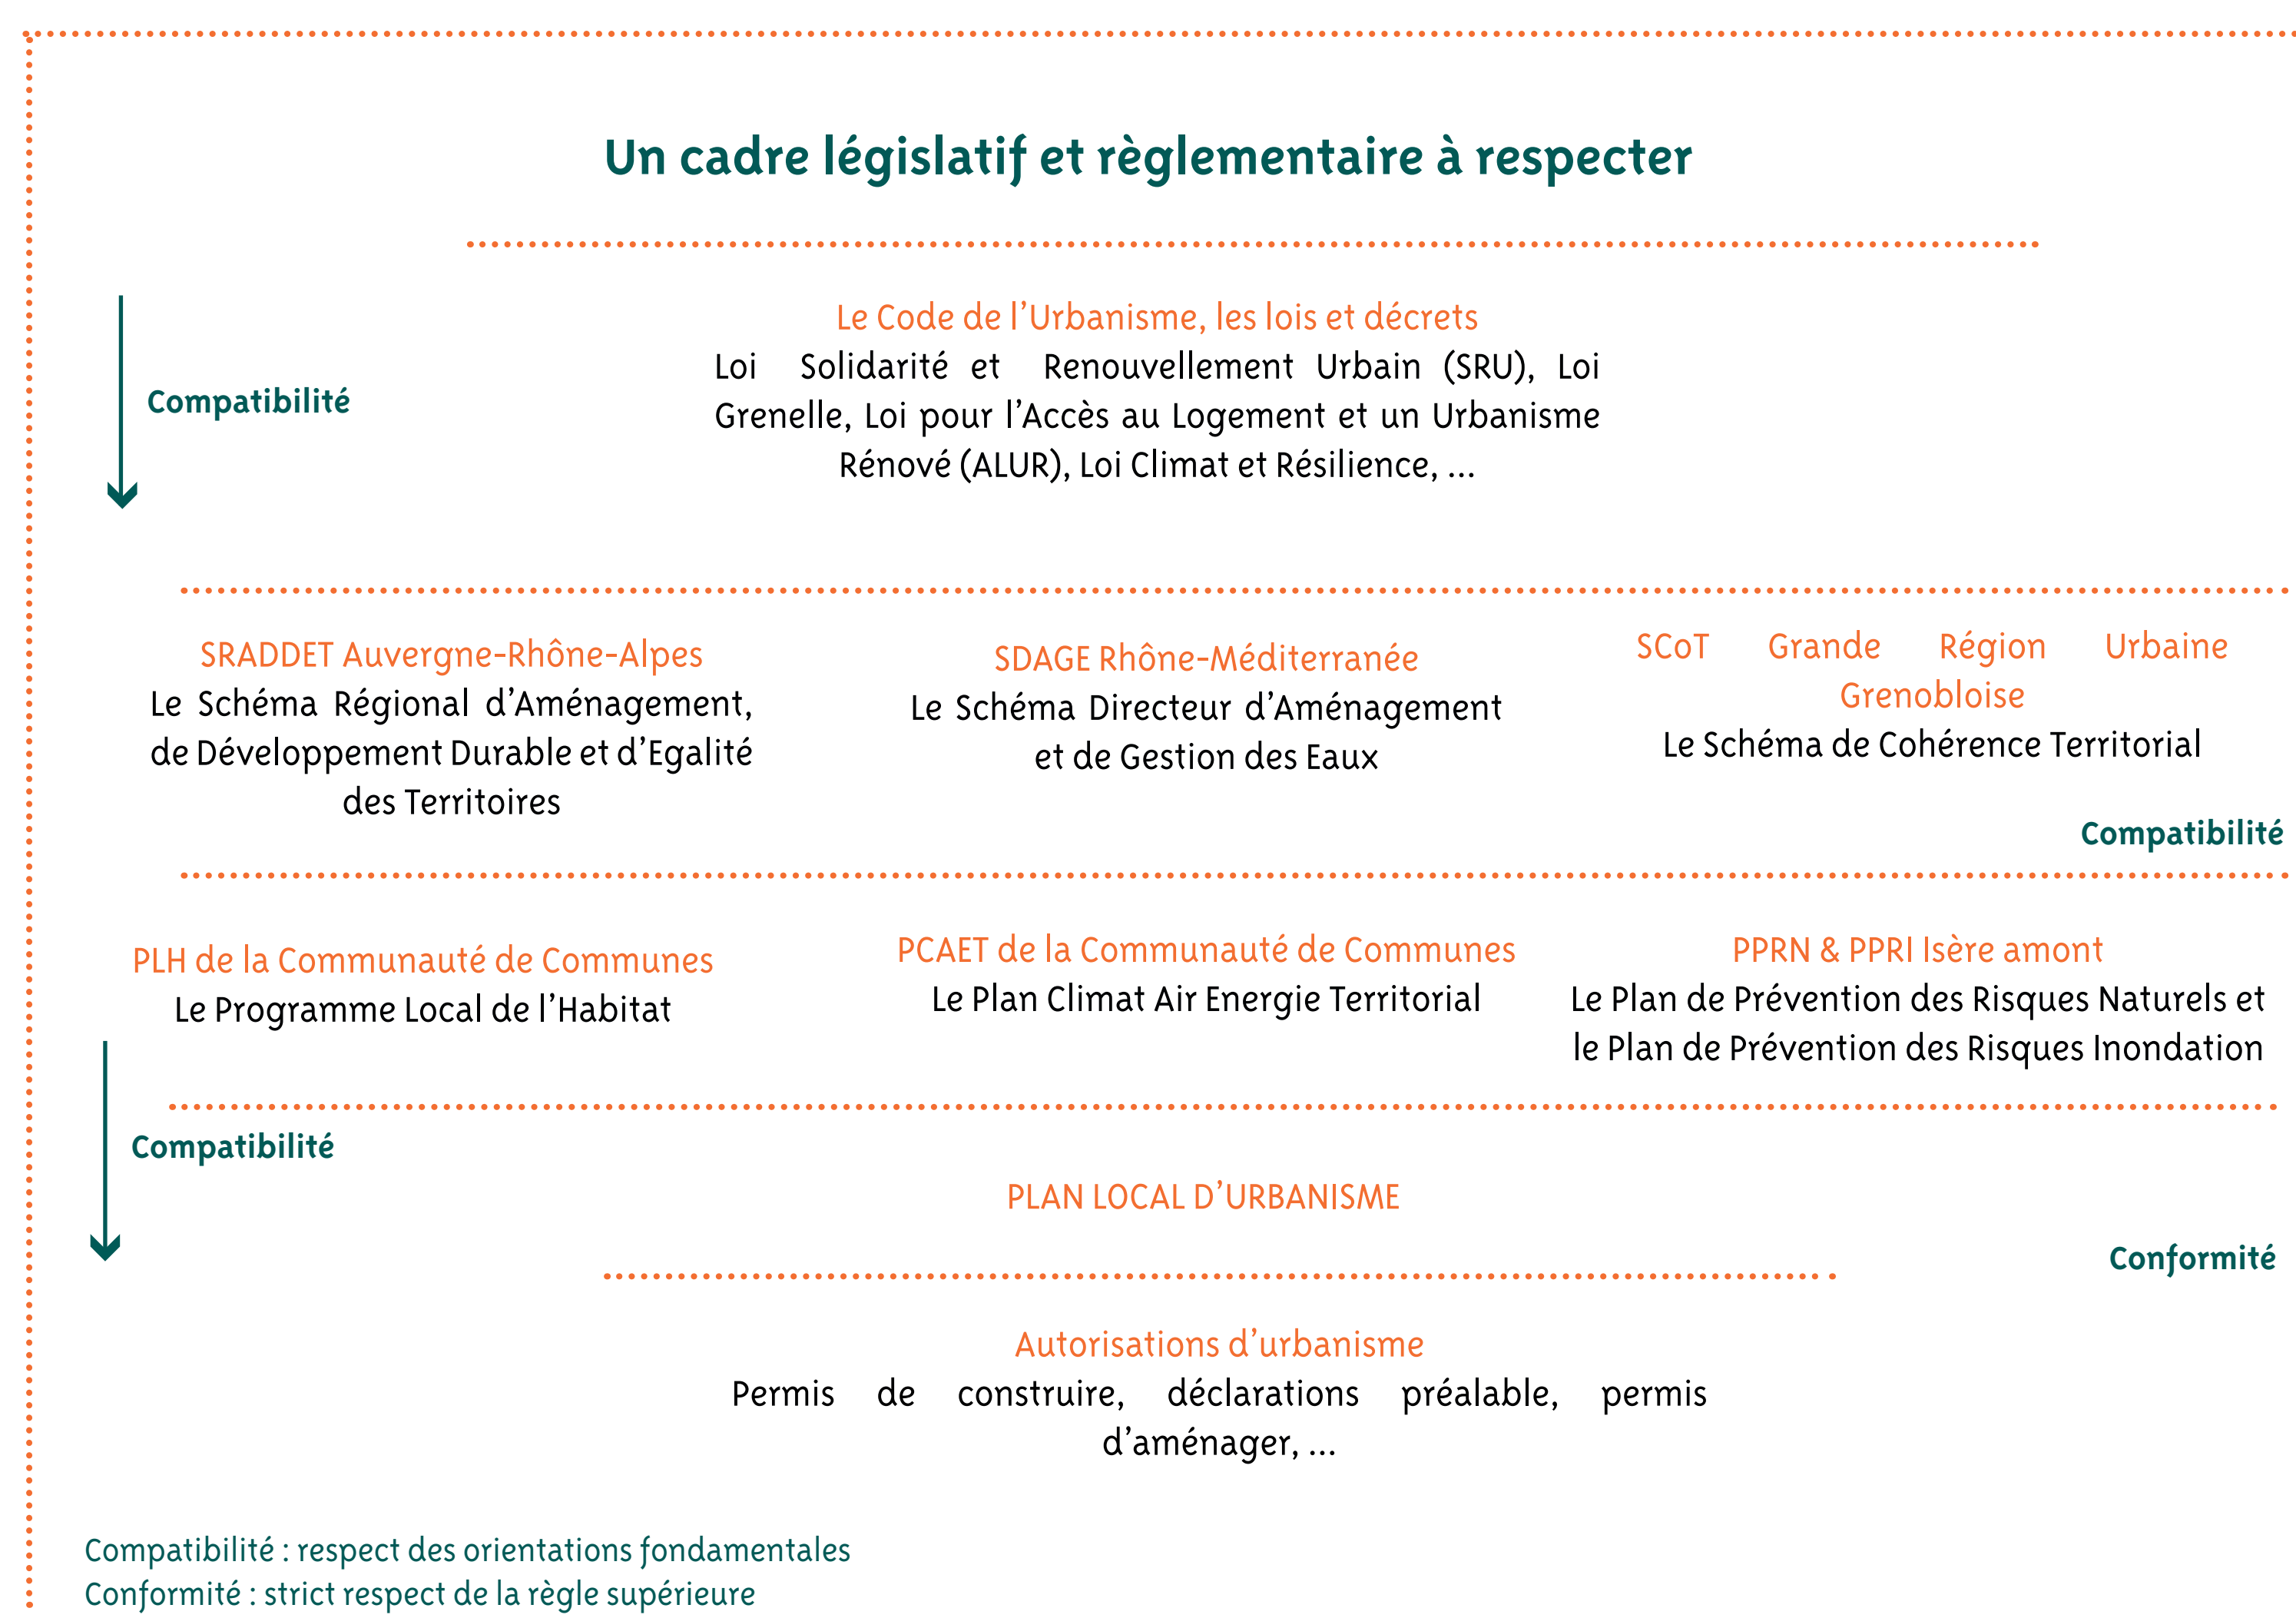 Un cadre législatif et règlementaire à respecter
Le Code de l'Urbanisme, les lois et décrets
Loi Solidarité et Renouvellement Urbain (SRU), Loi
Grenelle, Loi pour l'Accès au Logement et un Urbanisme
Rénové (ALUR), Loi Climat et Résilience, ...
Compatibilité
SRADDET Auvergne-Rhône-Alpes
Le Schéma Régional d'Aménagement,
de Développement Durable et d'Egalité
des Territoires
SDAGE Rhône-Méditerranée
Le Schéma Directeur d'Aménagement
et de Gestion des Eaux
SCoT Grande Région Urbaine
Grenobloise
Le Schéma de Cohérence Territorial
Compatibilité
PLH de la Communauté de Communes
Le Programme Local de l'Habitat
PCAET de la Communauté de Communes
Le Plan Climat Air Energie Territorial
PPRN & PPRI Isère amont
Le Plan de Prévention des Risques Naturels et
le Plan de Prévention des Risques Inondation
Compatibilité
PLAN LOCAL D'URBANISME
Conformité
Autorisations d'urbanisme
Permis de construire, déclarations préalable, permis
d'aménager, ...
Compatibilité : respect des orientations fondamentales
Conformité : strict respect de la règle supérieure